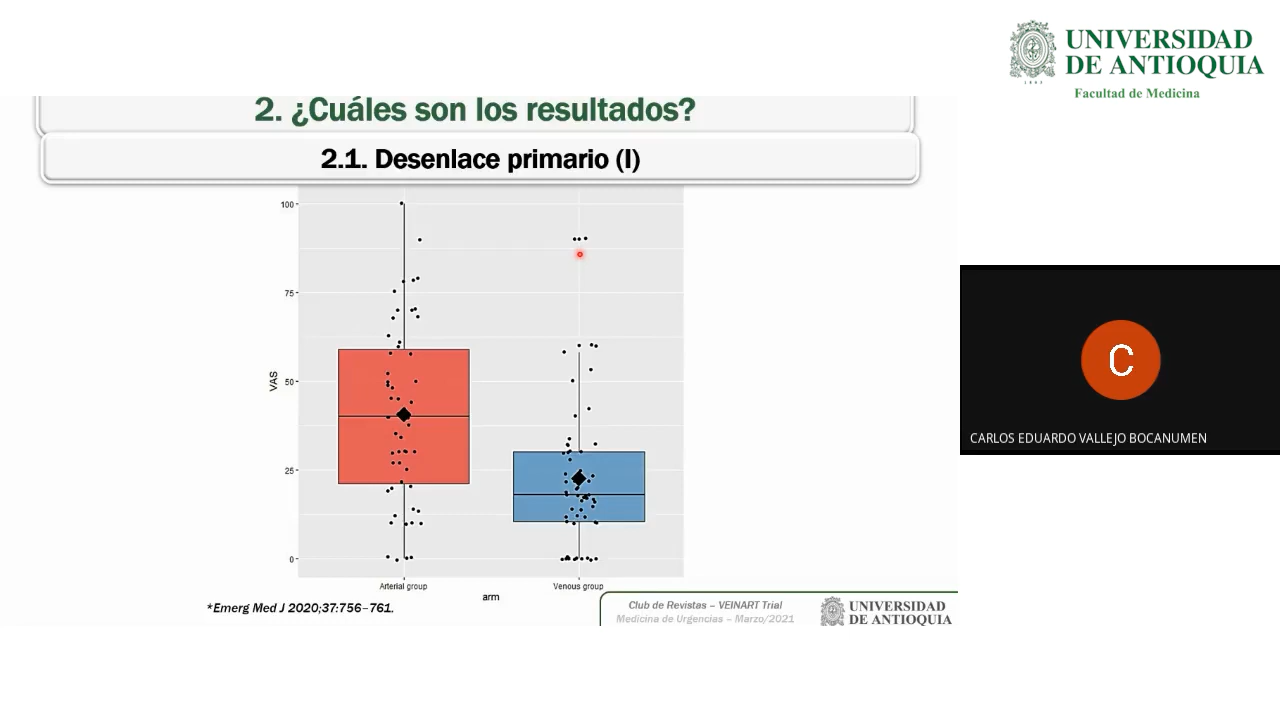 UNIVERSIDAD
DE ANTIOQUIA
1803
Facultad de Medicina
2. ¿Cuáles son los resultados?
2.1. Desenlace primario (I)
100
75
50
25
0
VAS
Arterial group
Venous group
arm
*Emerg Med J 2020;37:756–761.
Club de Revistas – VEINART Trial
Medicina de Urgencias – Marzo/2021
UNIVERSIDAD
DE ANTIOQUIA
C
CARLOS EDUARDO VALLEJO BOCANUMEN